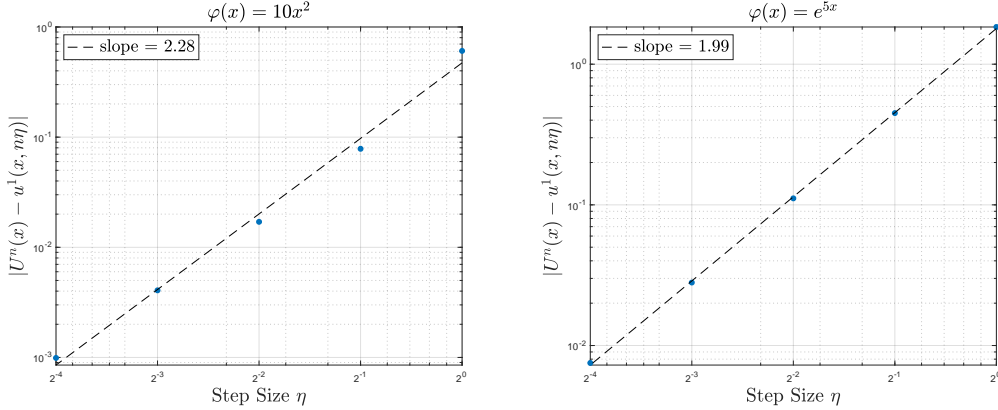 φ(x) = 10x²
slope = 2.28
10⁰
10⁻¹
10⁻²
10⁻³
|Uⁿ(x) − u¹(x, nη)|
2⁻⁴ 2⁻³ 2⁻² 2⁻¹ 2⁰
Step Size η
φ(x) = e⁵ˣ
slope = 1.99
10⁰
10⁻¹
10⁻²
|Uⁿ(x) − u¹(x, nη)|
2⁻⁴ 2⁻³ 2⁻² 2⁻¹ 2⁰
Step Size η